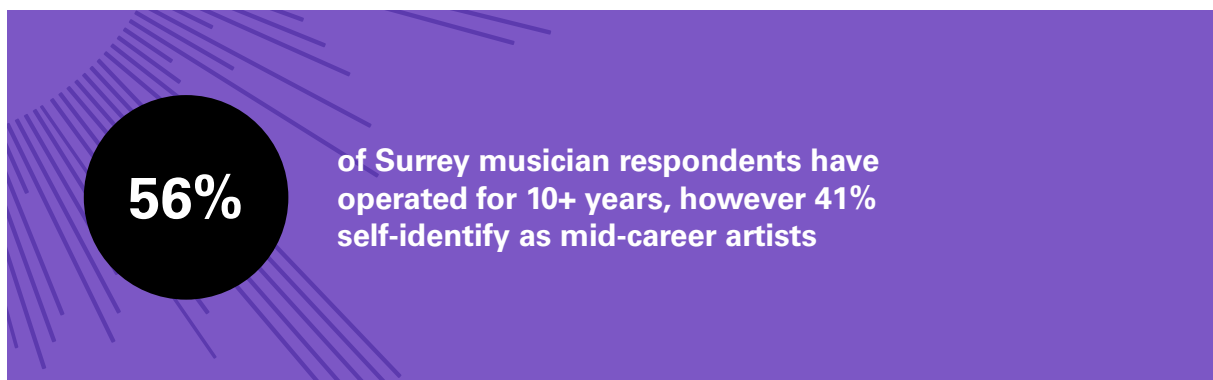 56%
of Surrey musician respondents have
operated for 10+ years, however 41%
self-identify as mid-career artists